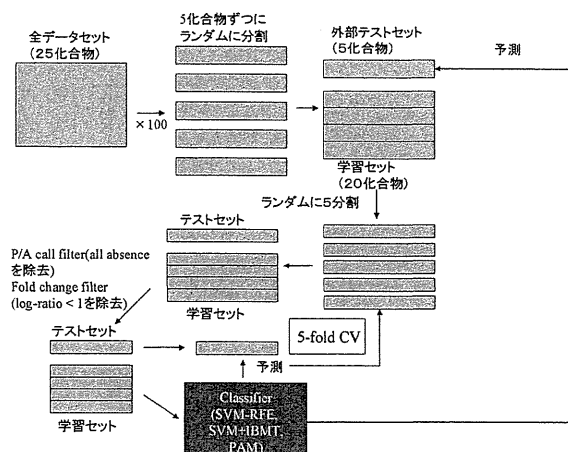 全データセット
(25化合物)
5化合物ずつに
ランダムに分割
外部テストセット
(5化合物)
予測
×100
学習セット
(20化合物)
ランダムに5分割
テストセット
P/A call filter(all absence
を除去)
Fold change filter
(log-ratio < 1を除去)
学習セット
テストセット
5-fold CV
予測
学習セット
Classifier
(SVM-RFE,
SVM+IBMT,
PAM)